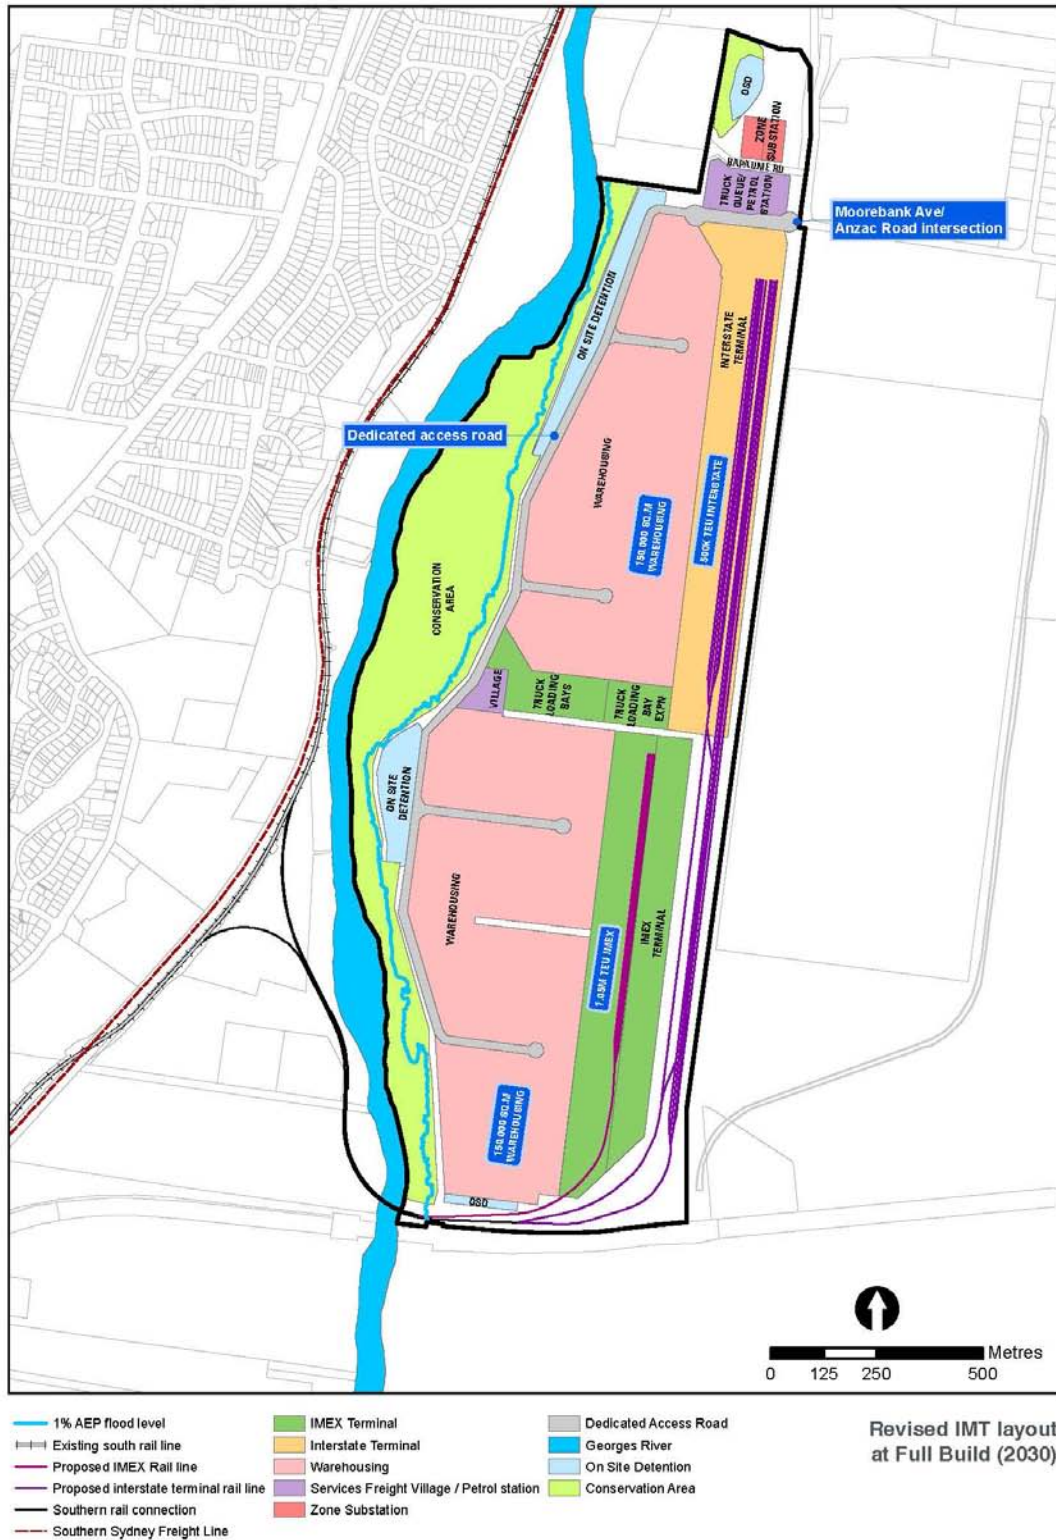 OSD
ZONE
SUBSTATION
BAPAUME RD
TRUCK
QUEUE/
PETROL
STATION
Moorebank Ave/
Anzac Road intersection
ON SITE DETENTION
INTERSTATE
TERMINAL
Dedicated access road
WAREHOUSING
150,000 SQ.M
WAREHOUSING
500K TEU INTERSTATE
CONSERVATION
AREA
VILLAGE
TRUCK
LOADING
BAYS
TRUCK
LOADING
BAY
EXPN
ON SITE
DETENTION
WAREHOUSING
IMEX
TERMINAL
1.05M TEU IMEX
150,000 SQ.M
WAREHOUSING
OSD
Metres
0 125 250 500
1% AEP flood level
Existing south rail line
Proposed IMEX Rail line
Proposed interstate terminal rail line
Southern rail connection
Southern Sydney Freight Line
IMEX Terminal
Interstate Terminal
Warehousing
Services Freight Village / Petrol station
Zone Substation
Dedicated Access Road
Georges River
On Site Detention
Conservation Area
Revised IMT layout
at Full Build (2030)